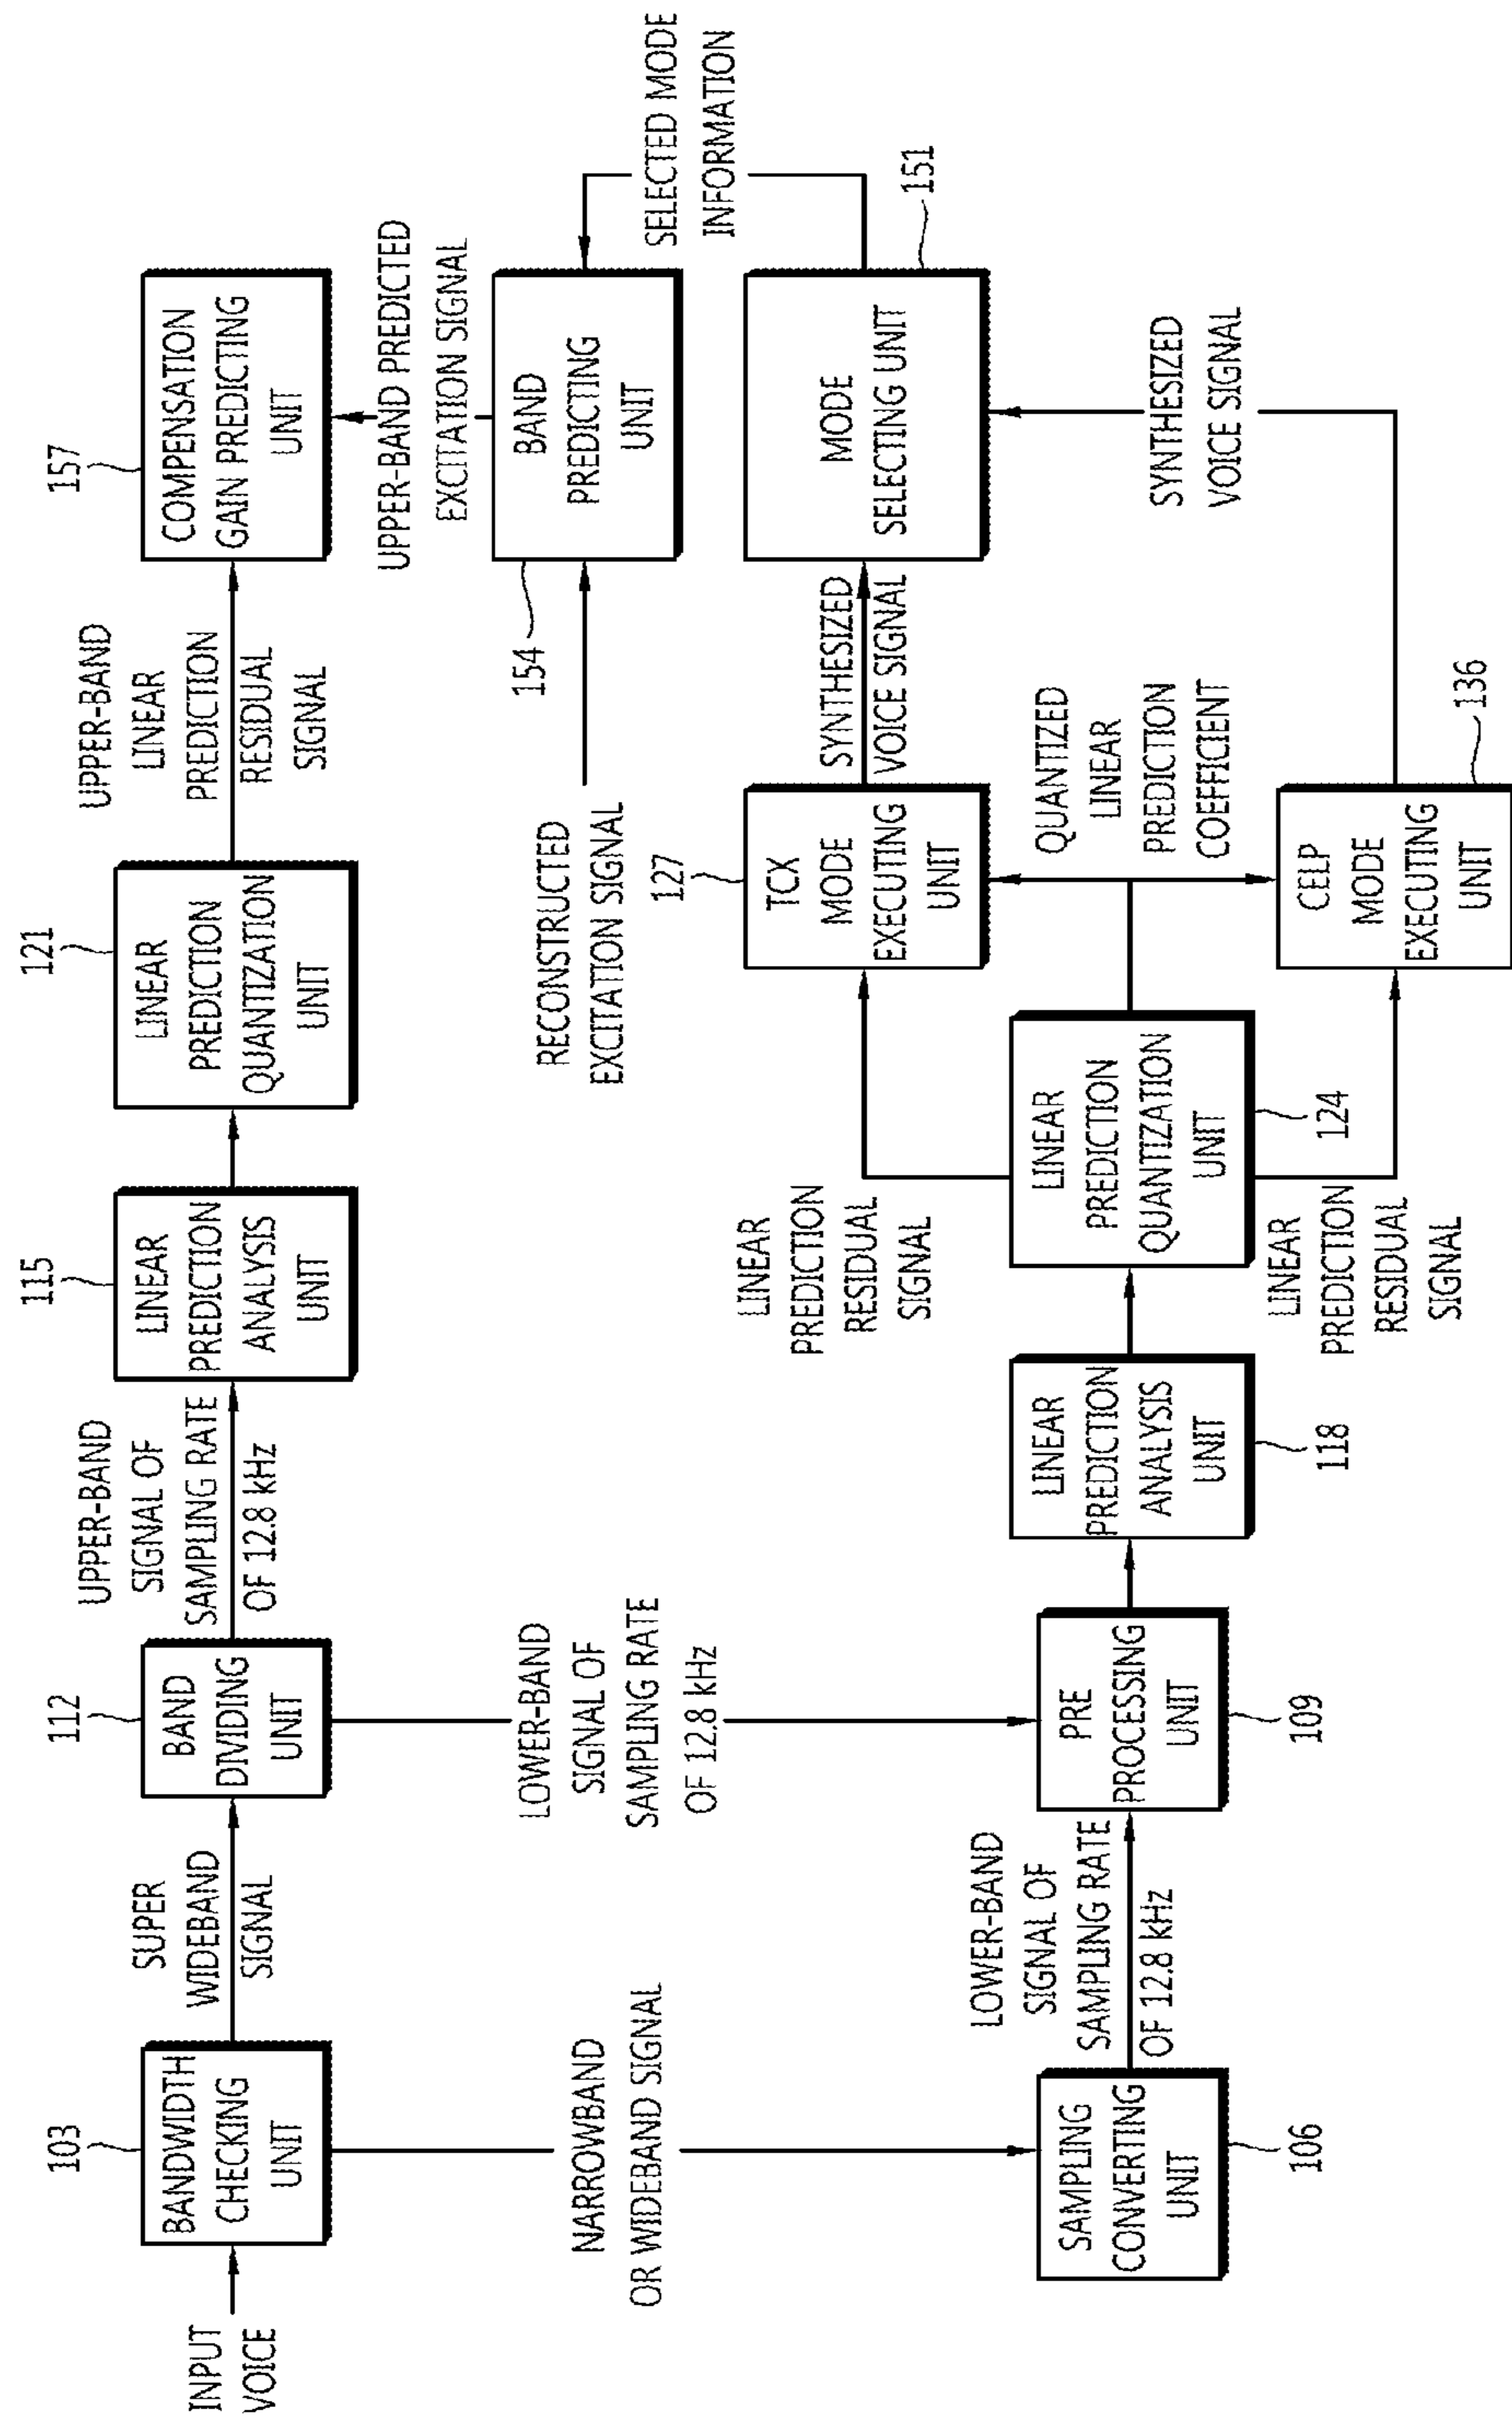 INPUT
VOICE
103
BANDWIDTH
CHECKING
UNIT
SUPER
WIDEBAND
SIGNAL
112
BAND
DIVIDING
UNIT
UPPER-BAND
SIGNAL OF
SAMPLING RATE
OF 12.8 kHz
115
LINEAR
PREDICTION
ANALYSIS
UNIT
121
LINEAR
PREDICTION
QUANTIZATION
UNIT
UPPER-BAND
LINEAR
PREDICTION
RESIDUAL
SIGNAL
157
COMPENSATION
GAIN PREDICTING
UNIT
UPPER-BAND PREDICTED
EXCITATION SIGNAL
RECONSTRUCTED
EXCITATION SIGNAL
154
BAND
PREDICTING
UNIT
SELECTED MODE
INFORMATION
NARROWBAND
OR WIDEBAND SIGNAL
LOWER-BAND
SIGNAL OF
SAMPLING RATE
OF 12.8 kHz
SAMPLING
CONVERTING
UNIT
106
LOWER-BAND
SIGNAL OF
SAMPLING RATE
OF 12.8 kHz
PRE
PROCESSING
UNIT
109
LINEAR
PREDICTION
ANALYSIS
UNIT
118
LINEAR
PREDICTION
QUANTIZATION
UNIT
124
LINEAR
PREDICTION
RESIDUAL
SIGNAL
LINEAR
PREDICTION
RESIDUAL
SIGNAL
127
TCX
MODE
EXECUTING
UNIT
QUANTIZED
LINEAR
PREDICTION
COEFFICIENT
CELP
MODE
EXECUTING
UNIT
136
SYNTHESIZED
VOICE SIGNAL
MODE
SELECTING UNIT
151
SYNTHESIZED
VOICE SIGNAL